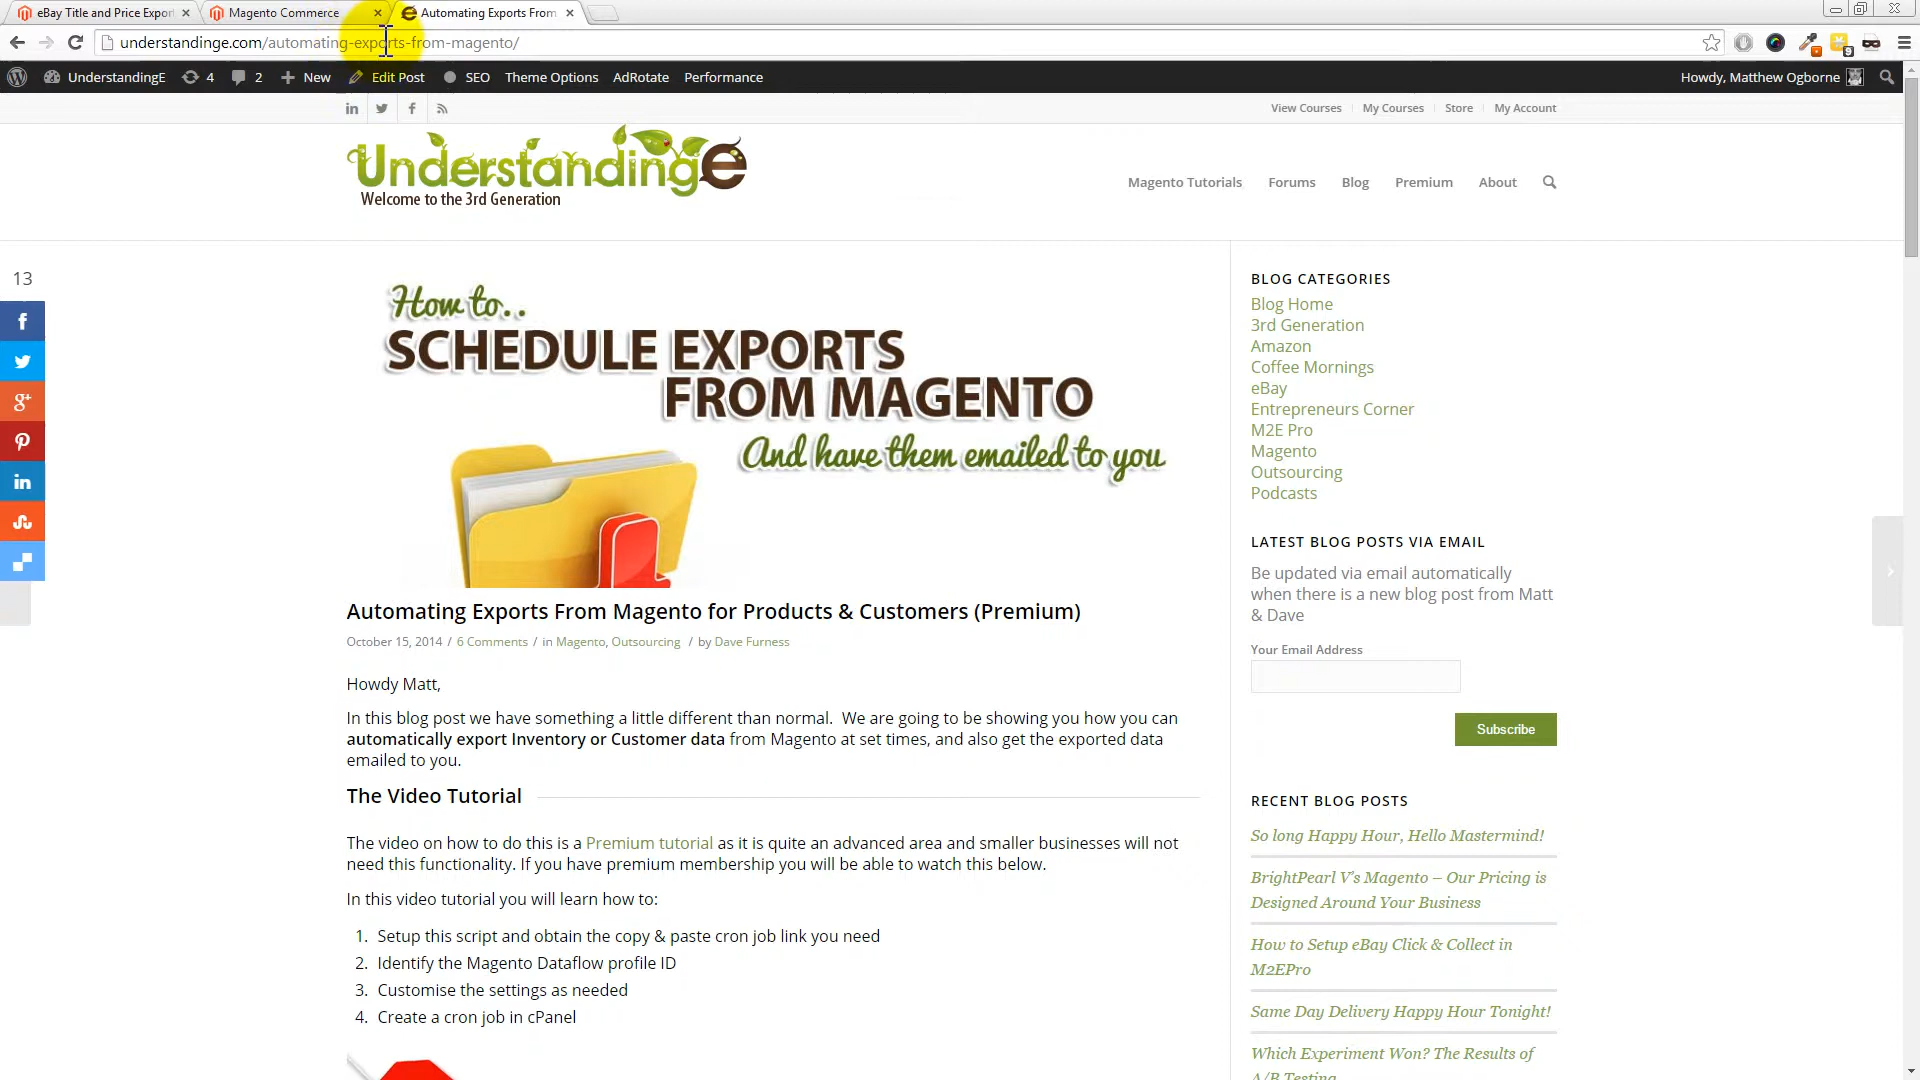 eBay Title and Price Export
Magento Commerce
Automating Exports From
understandinge.com/automating-exports-from-magento/
9
UnderstandingE
4
2
New
Edit Post
SEO
Theme Options
AdRotate
Performance
Howdy, Matthew Ogborne
View Courses
My Courses
Store
My Account
UnderstandingE
Welcome to the 3rd Generation
Magento Tutorials
Forums
Blog
Premium
About
13
How to..
SCHEDULE EXPORTS
FROM MAGENTO
And have them emailed to you
Automating Exports From Magento for Products & Customers (Premium)
October 15, 2014 / 6 Comments / in Magento, Outsourcing / by Dave Furness
Howdy Matt,
In this blog post we have something a little different than normal. We are going to be showing you how you can
automatically export Inventory or Customer data from Magento at set times, and also get the exported data
emailed to you.
The Video Tutorial
The video on how to do this is a Premium tutorial as it is quite an advanced area and smaller businesses will not
need this functionality. If you have premium membership you will be able to watch this below.
In this video tutorial you will learn how to:
1. Setup this script and obtain the copy & paste cron job link you need
2. Identify the Magento Dataflow profile ID
3. Customise the settings as needed
4. Create a cron job in cPanel
BLOG CATEGORIES
Blog Home
3rd Generation
Amazon
Coffee Mornings
eBay
Entrepreneurs Corner
M2E Pro
Magento
Outsourcing
Podcasts
LATEST BLOG POSTS VIA EMAIL
Be updated via email automatically
when there is a new blog post from Matt
& Dave
Your Email Address
Subscribe
RECENT BLOG POSTS
So long Happy Hour, Hello Mastermind!
BrightPearl V's Magento – Our Pricing is
Designed Around Your Business
How to Setup eBay Click & Collect in
M2EPro
Same Day Delivery Happy Hour Tonight!
Which Experiment Won? The Results of
A/B Testing